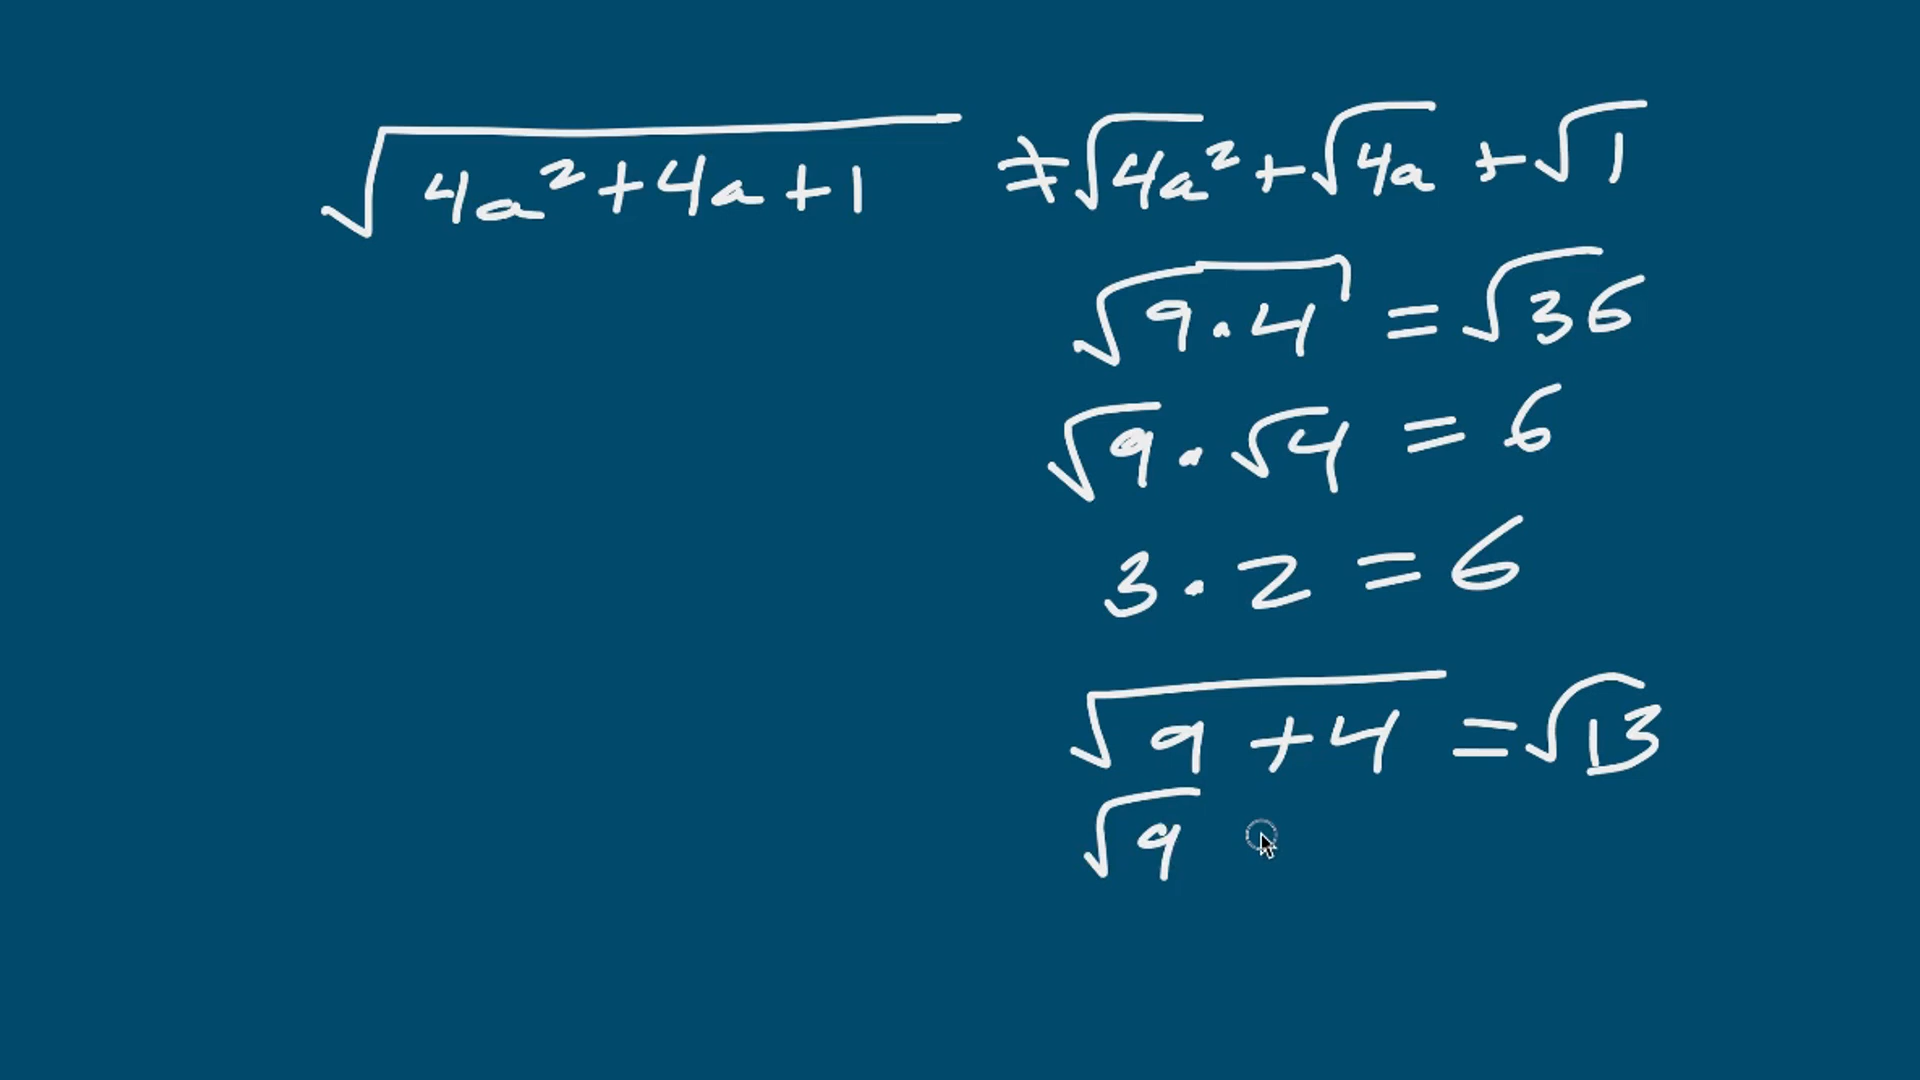 √(4a²+4a+1) ≠ √4a² + √4a + √1
√(9·4) = √36
√9 · √4 = 6
3 · 2 = 6
√(9+4) = √13
√9